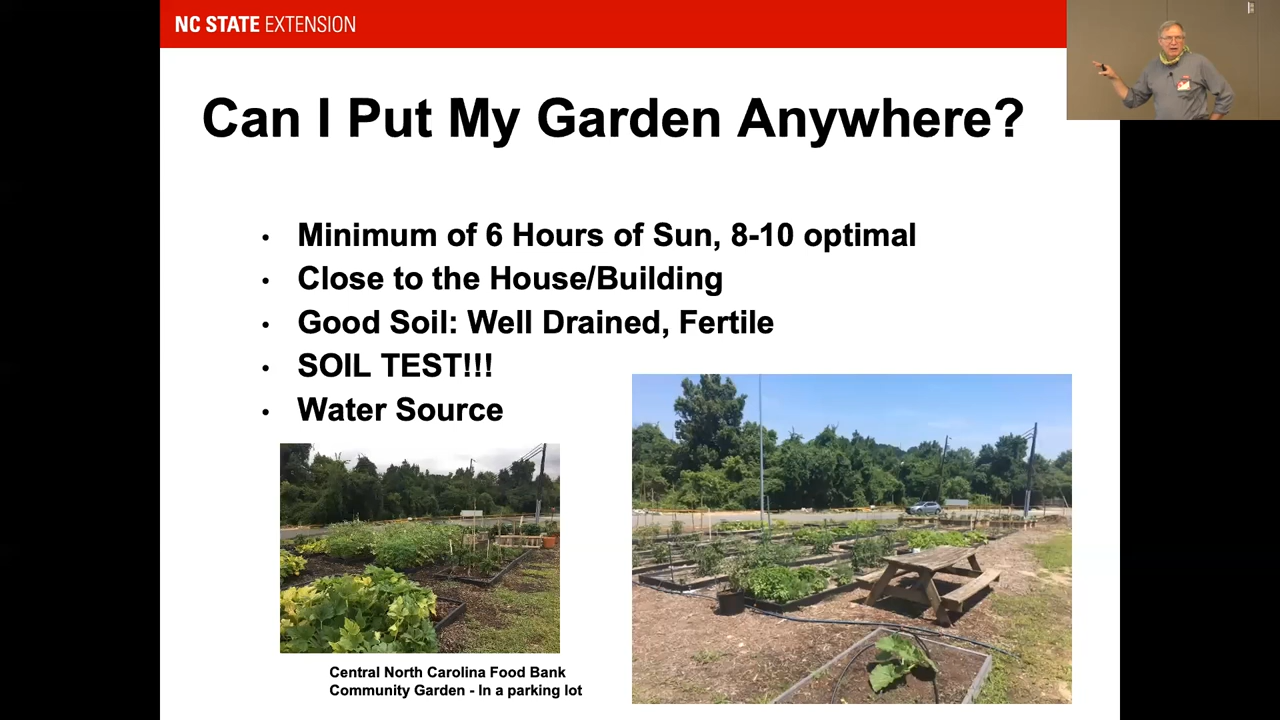 NC STATE EXTENSION
Can I Put My Garden Anywhere?
• Minimum of 6 Hours of Sun, 8-10 optimal
• Close to the House/Building
• Good Soil: Well Drained, Fertile
• SOIL TEST!!!
• Water Source
Central North Carolina Food Bank
Community Garden - In a parking lot